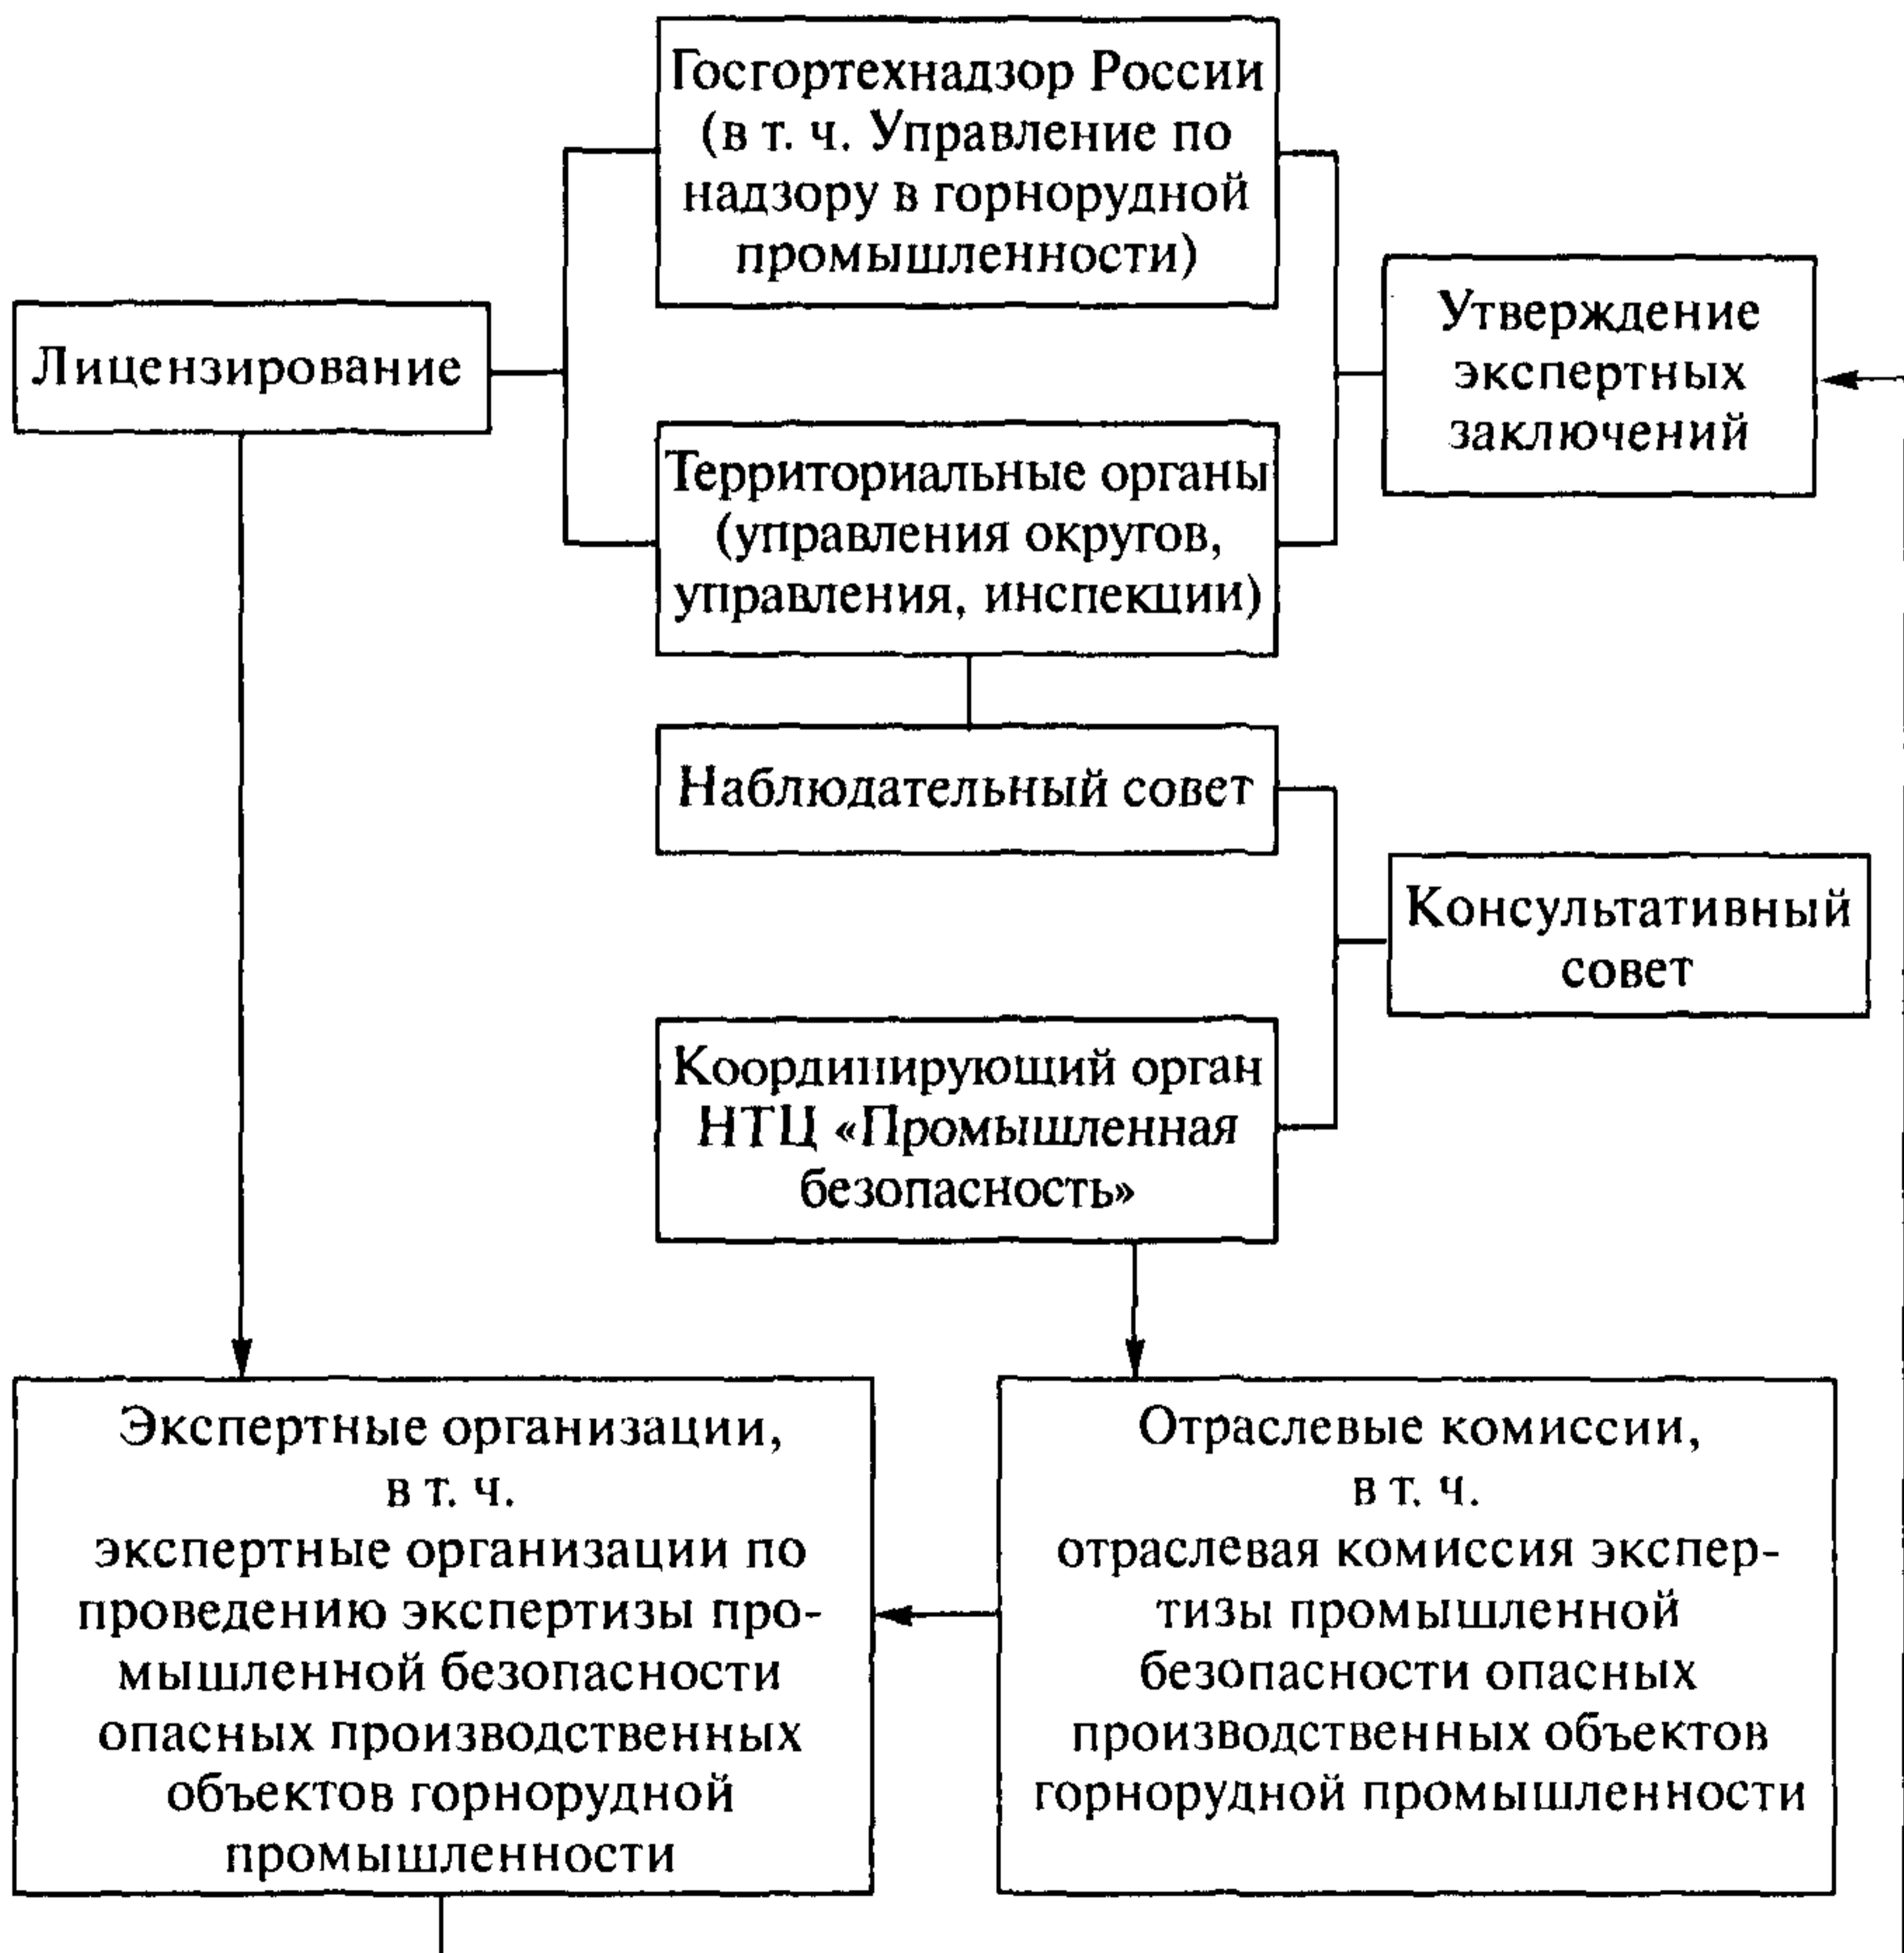 Госгортехнадзор России
(в т. ч. Управление по
надзору в горнорудной
промышленности)
Лицензирование
Утверждение
экспертных
заключений
Территориальные органы
(управления округов,
управления, инспекции)
Наблюдательный совет
Консультативный
совет
Координирующий орган
НТЦ «Промышленная
безопасность»
Экспертные организации,
в т. ч.
экспертные организации по
проведению экспертизы про-
мышленной безопасности
опасных производственных
объектов горнорудной
промышленности
Отраслевые комиссии,
в т. ч.
отраслевая комиссия экспер-
тизы промышленной
безопасности опасных
производственных объектов
горнорудной промышленности